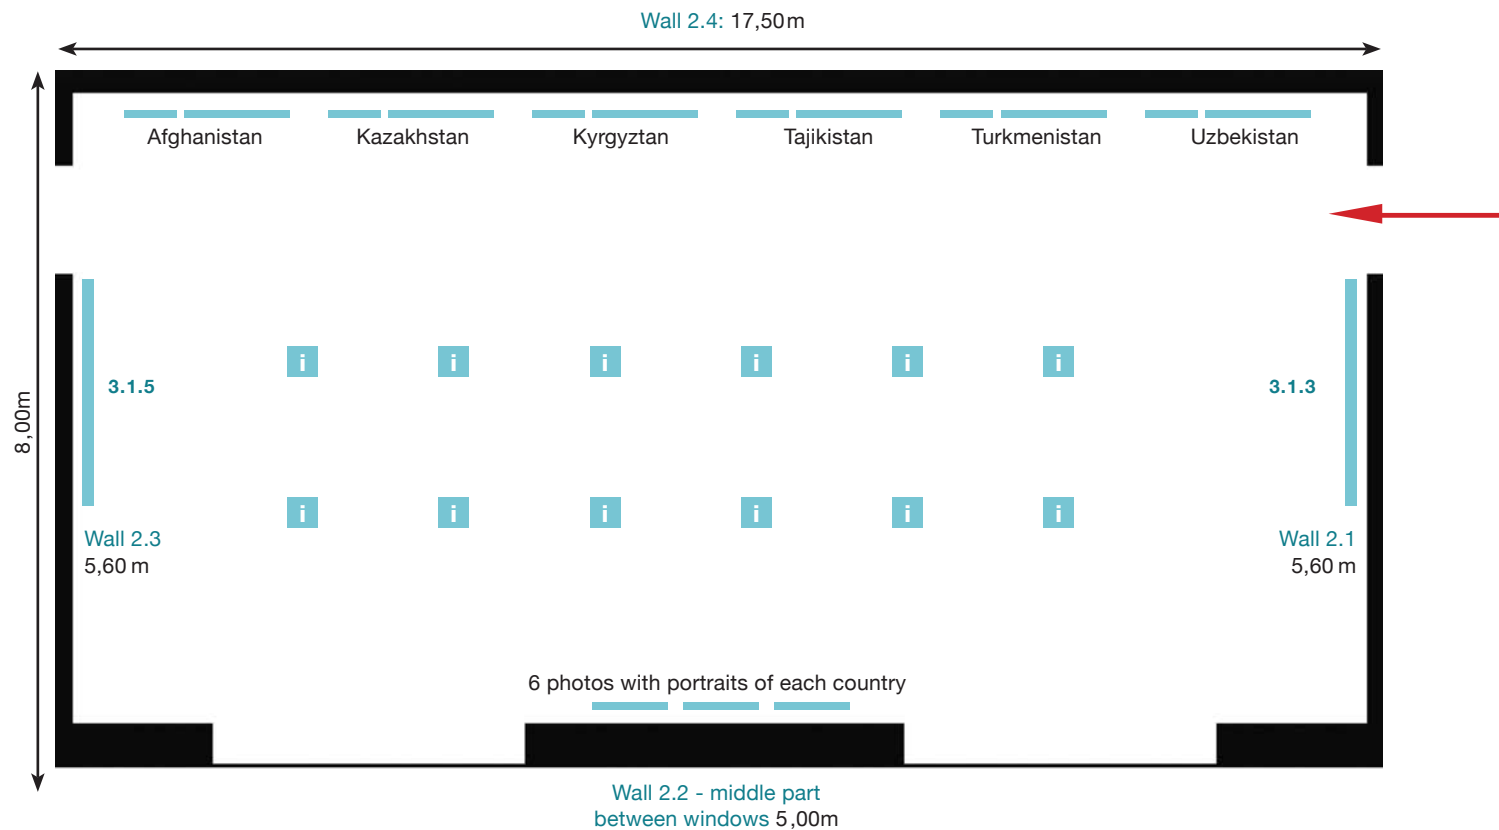 Wall 2.4: 17,50 m
Afghanistan
Kazakhstan
Kyrgyztan
Tajikistan
Turkmenistan
Uzbekistan
8,00m
i i i i i i
3.1.5
3.1.3
i i i i i i
Wall 2.3
5,60 m
Wall 2.1
5,60 m
6 photos with portraits of each country
Wall 2.2 - middle part
between windows 5,00m